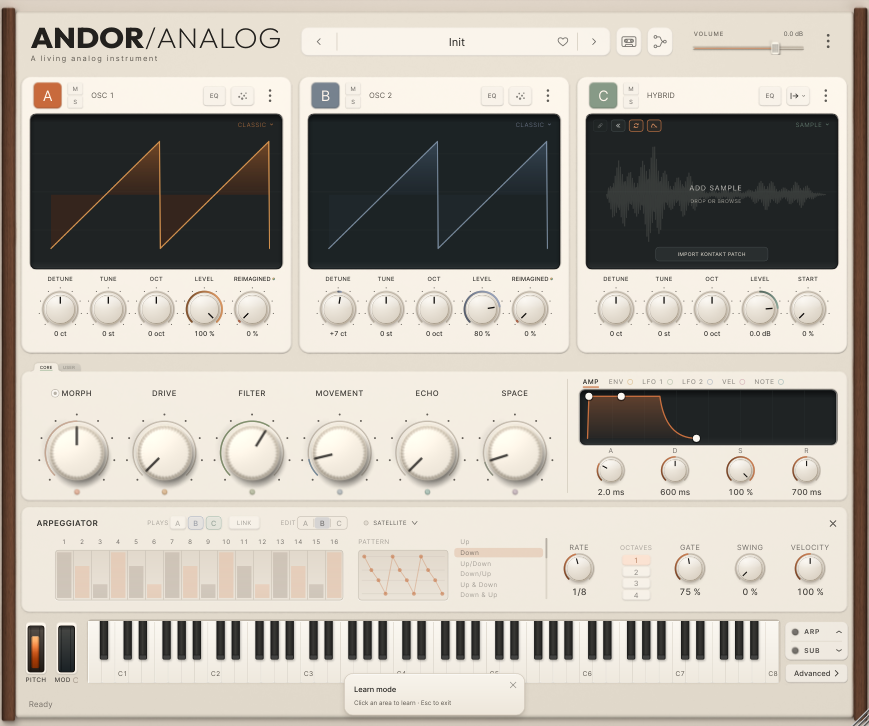 ANDOR/ANALOG
A living analog instrument
Init
VOLUME 0.0 dB
A M S OSC 1 EQ
CLASSIC
DETUNE TUNE OCT LEVEL REIMAGINED
0 ct 0 st 0 oct 100 % 0 %
B M S OSC 2 EQ
CLASSIC
DETUNE TUNE OCT LEVEL REIMAGINED
+7 ct 0 st 0 oct 80 % 0 %
C M S HYBRID EQ
SAMPLE
ADD SAMPLE
DROP OR BROWSE
IMPORT KONTAKT PATCH
DETUNE TUNE OCT LEVEL START
0 ct 0 st 0 oct 0.0 dB 0 %
CORE USER
MORPH DRIVE FILTER MOVEMENT ECHO SPACE
AMP ENV LFO 1 LFO 2 VEL NOTE
A D S R
2.0 ms 600 ms 100 % 700 ms
ARPEGGIATOR PLAYS A B C LINK EDIT A B C SATELLITE
1 2 3 4 5 6 7 8 9 10 11 12 13 14 15 16
PATTERN
Up
Down
Up/Down
Down/Up
Up & Down
Down & Up
RATE OCTAVES GATE SWING VELOCITY
1
2
3
4
1/8 75 % 0 % 100 %
PITCH MOD
C1 C2 C3 C4 C5 C6 C7 C8
ARP
SUB
Advanced
Learn mode
Click an area to learn · Esc to exit
Ready